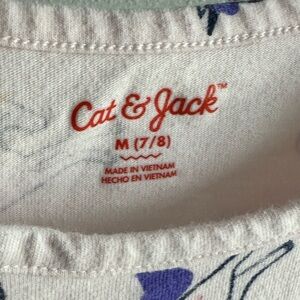 Cat & Jack™
M (7/8)
MADE IN VIETNAM
HECHO EN VIETNAM